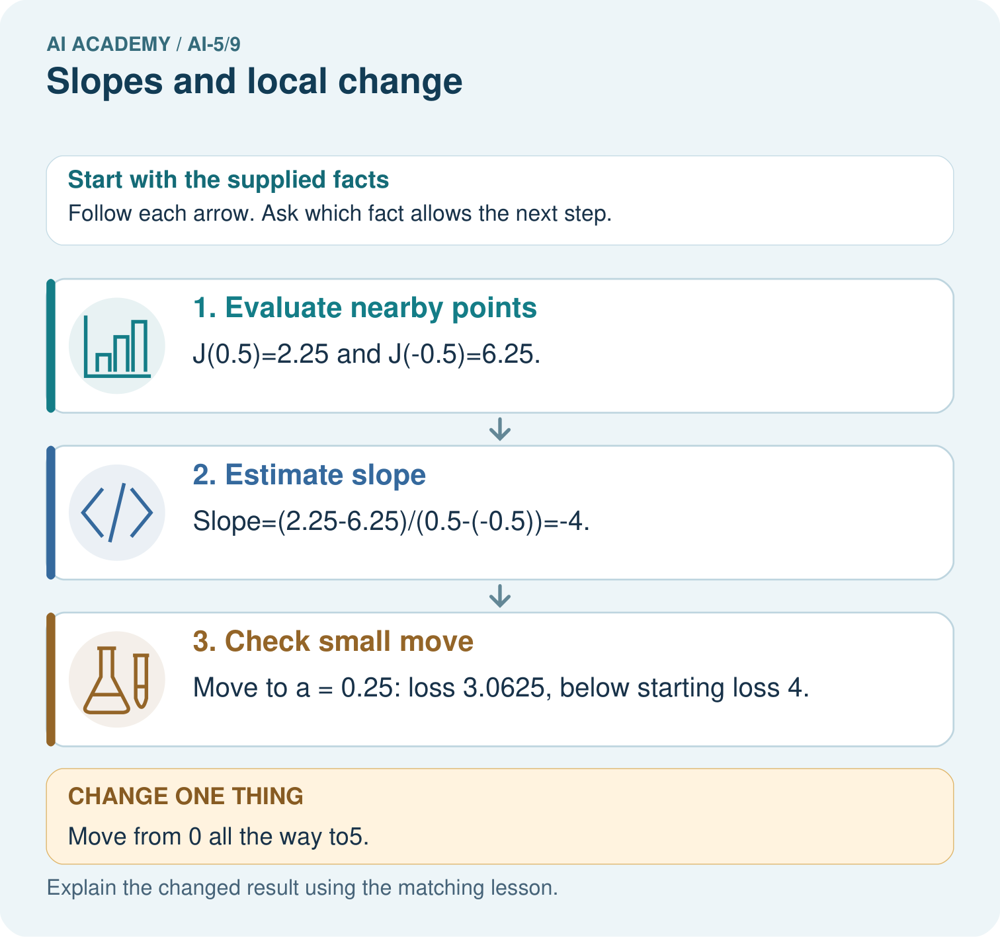 AI ACADEMY / AI-5/9
Slopes and local change
Start with the supplied facts
Follow each arrow. Ask which fact allows the next step.
1. Evaluate nearby points
J(0.5)=2.25 and J(-0.5)=6.25.
2. Estimate slope
Slope=(2.25-6.25)/(0.5-(-0.5))=-4.
3. Check small move
Move to a = 0.25: loss 3.0625, below starting loss 4.
CHANGE ONE THING
Move from 0 all the way to5.
Explain the changed result using the matching lesson.